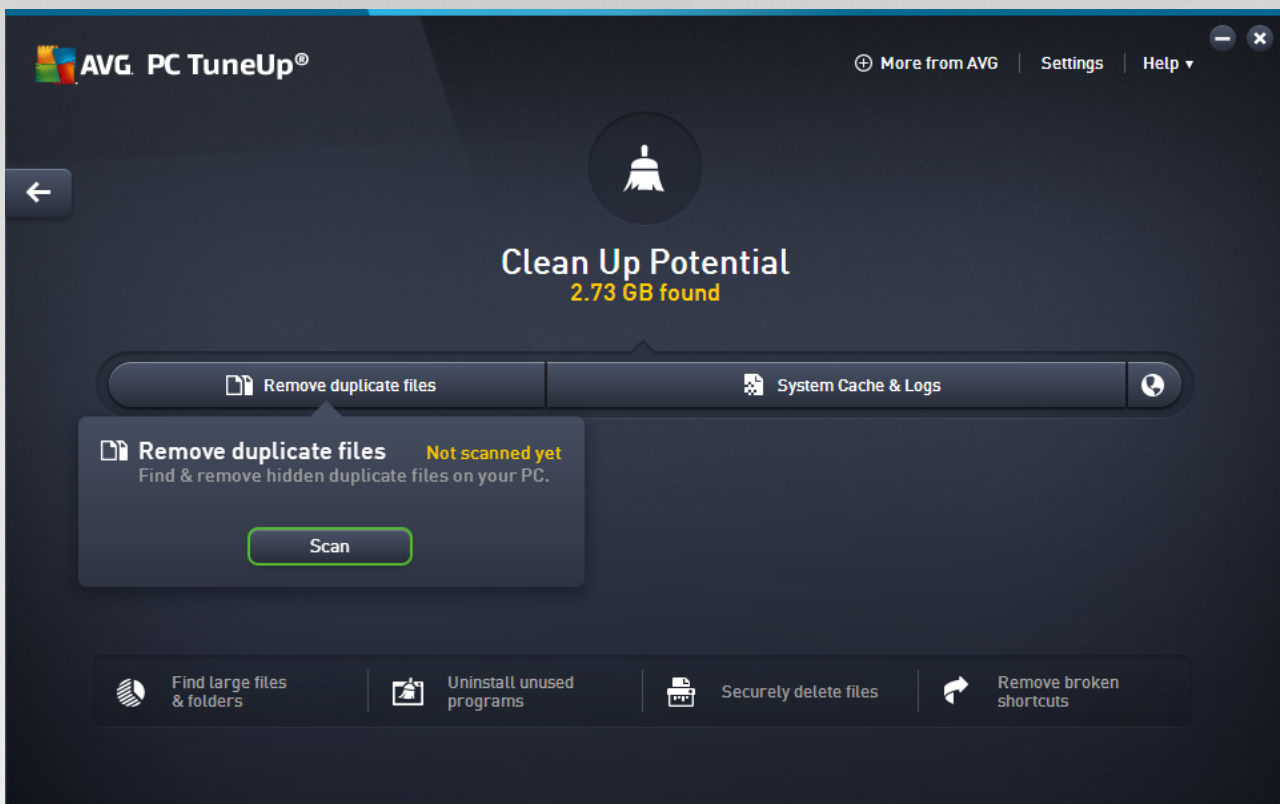 AVG. PC TuneUp®
More from AVG
Settings
Help ▾
Clean Up Potential
2.73 GB found
Remove duplicate files
System Cache & Logs
Remove duplicate files Not scanned yet
Find & remove hidden duplicate files on your PC.
Scan
Find large files
& folders
Uninstall unused
programs
Securely delete files
Remove broken
shortcuts